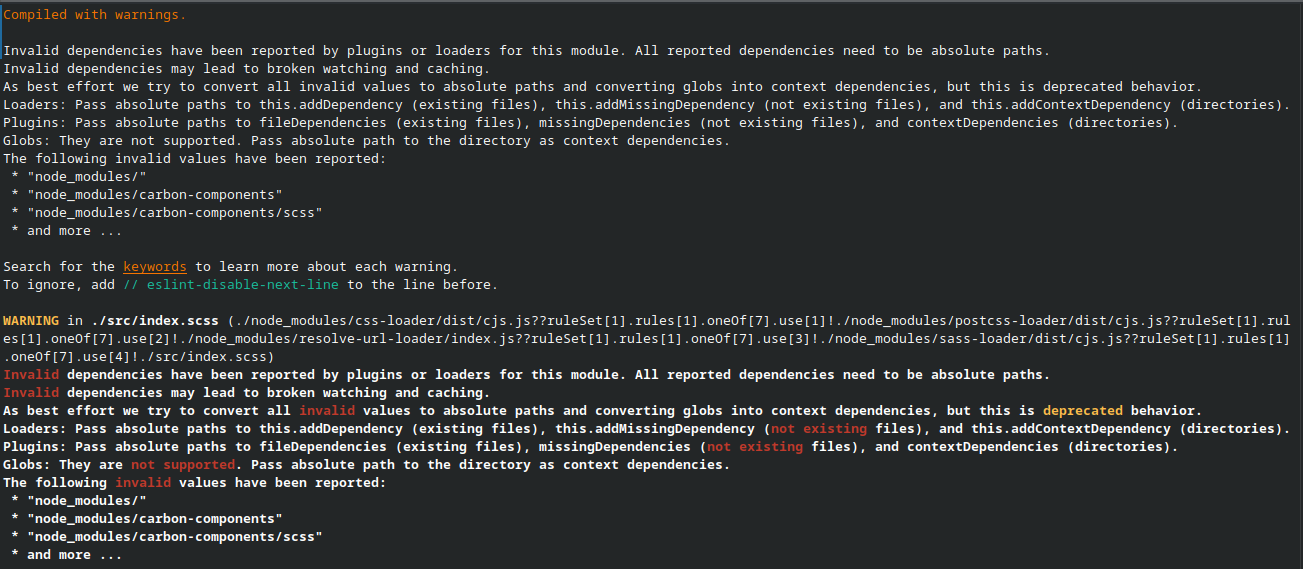 Compiled with warnings.
Invalid dependencies have been reported by plugins or loaders for this module. All reported dependencies need to be absolute paths.
Invalid dependencies may lead to broken watching and caching.
As best effort we try to convert all invalid values to absolute paths and converting globs into context dependencies, but this is deprecated behavior.
Loaders: Pass absolute paths to this.addDependency (existing files), this.addMissingDependency (not existing files), and this.addContextDependency (directories).
Plugins: Pass absolute paths to fileDependencies (existing files), missingDependencies (not existing files), and contextDependencies (directories).
Globs: They are not supported. Pass absolute path to the directory as context dependencies.
The following invalid values have been reported:
 * "node_modules/"
 * "node_modules/carbon-components"
 * "node_modules/carbon-components/scss"
 * and more ...
Search for the keywords to learn more about each warning.
To ignore, add // eslint-disable-next-line to the line before.
WARNING in ./src/index.scss (./node_modules/css-loader/dist/cjs.js??ruleSet[1].rules[1].oneOf[7].use[1]!./node_modules/postcss-loader/dist/cjs.js??ruleSet[1].rul
es[1].oneOf[7].use[2]!./node_modules/resolve-url-loader/index.js??ruleSet[1].rules[1].oneOf[7].use[3]!./node_modules/sass-loader/dist/cjs.js??ruleSet[1].rules[1]
.oneOf[7].use[4]!./src/index.scss)
Invalid dependencies have been reported by plugins or loaders for this module. All reported dependencies need to be absolute paths.
Invalid dependencies may lead to broken watching and caching.
As best effort we try to convert all invalid values to absolute paths and converting globs into context dependencies, but this is deprecated behavior.
Loaders: Pass absolute paths to this.addDependency (existing files), this.addMissingDependency (not existing files), and this.addContextDependency (directories).
Plugins: Pass absolute paths to fileDependencies (existing files), missingDependencies (not existing files), and contextDependencies (directories).
Globs: They are not supported. Pass absolute path to the directory as context dependencies.
The following invalid values have been reported:
 * "node_modules/"
 * "node_modules/carbon-components"
 * "node_modules/carbon-components/scss"
 * and more ...